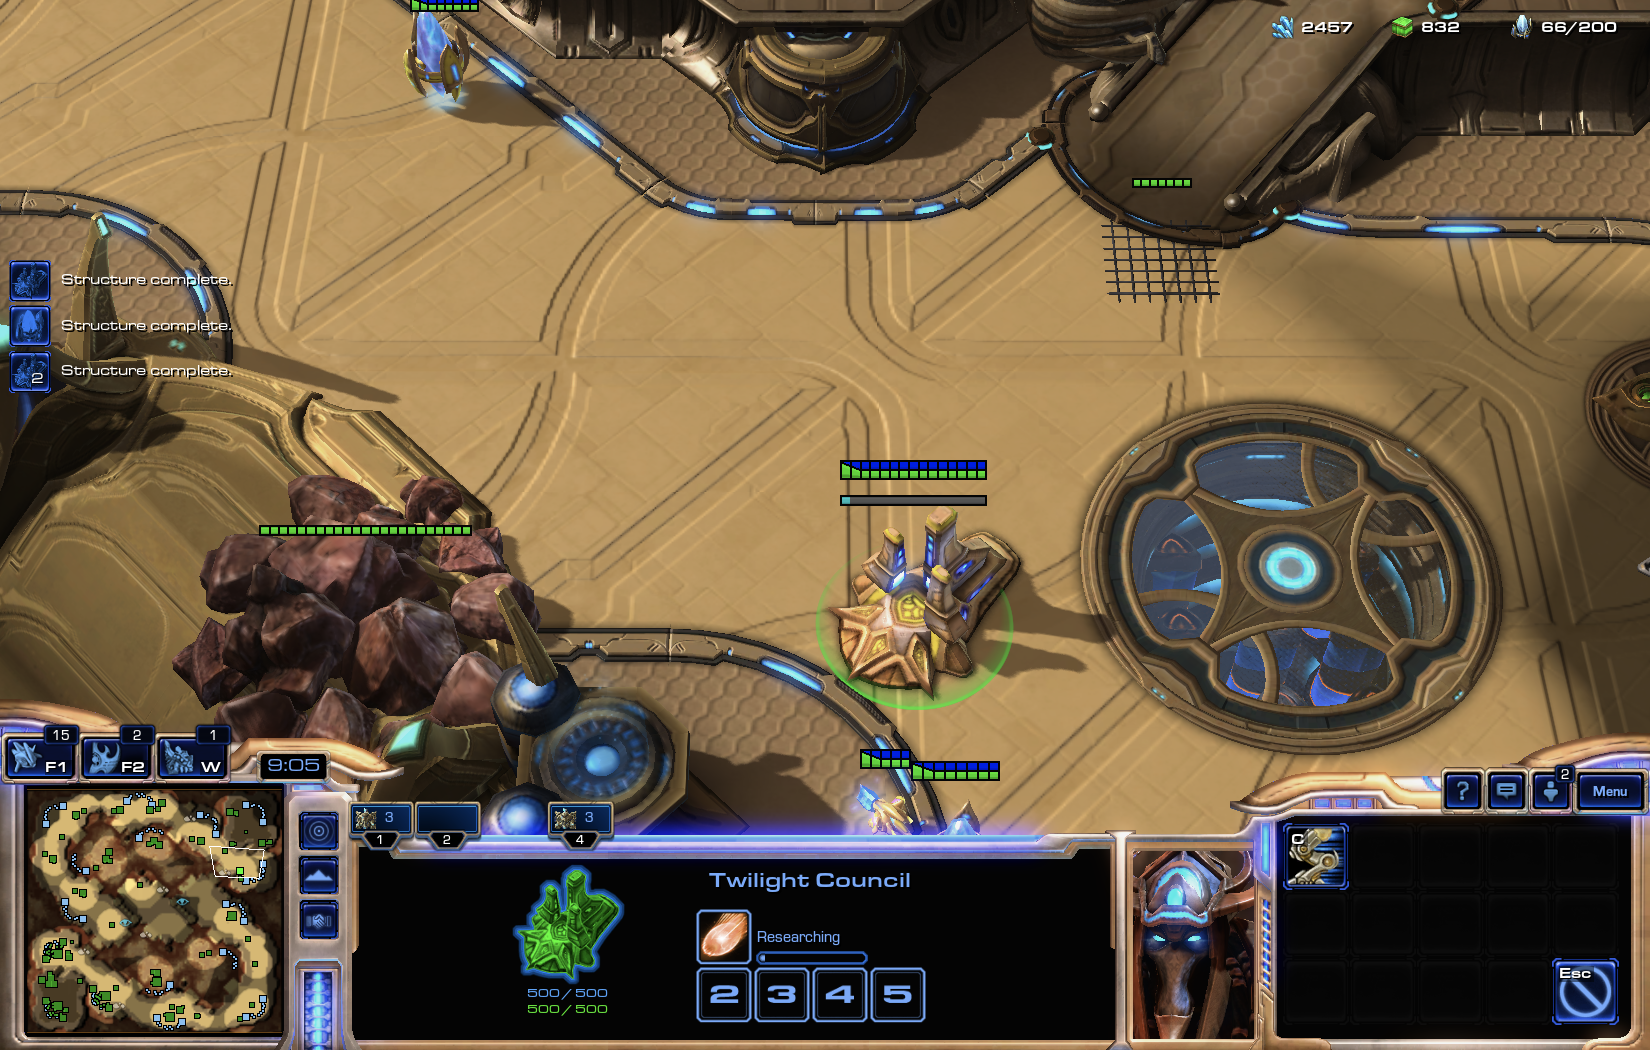 2457 832 66/200
Structure complete.
Structure complete.
2 Structure complete.
15 2 1
F1 F2 W
9:05
2
? Menu
3 3
1 2 4
Twilight Council
Researching
2 3 4 5
500/500
500/500
C
Esc